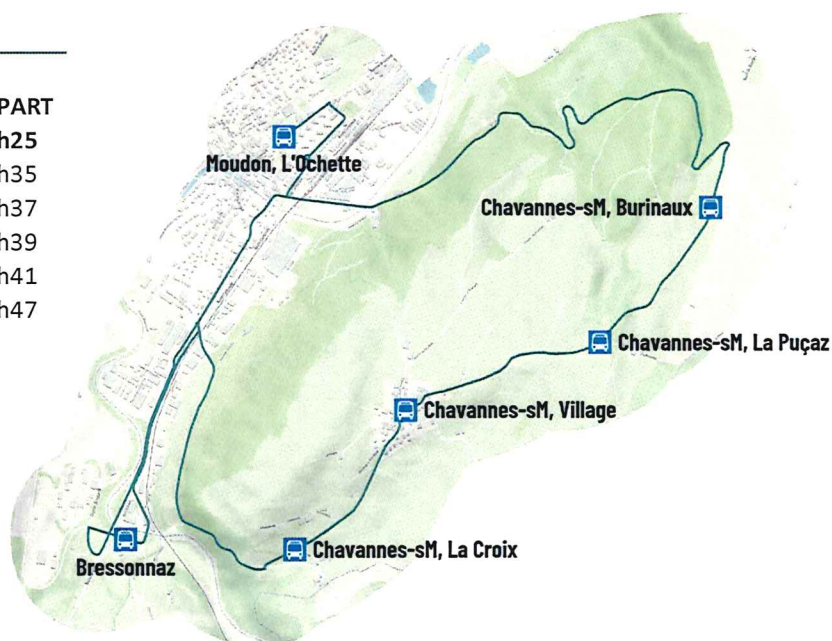 PART
h25
h35
h37
h39
h41
h47
Moudon, L'Ochette
Chavannes-sM, Burinaux
Chavannes-sM, La Puçaz
Chavannes-sM, Village
Chavannes-sM, La Croix
Bressonnaz